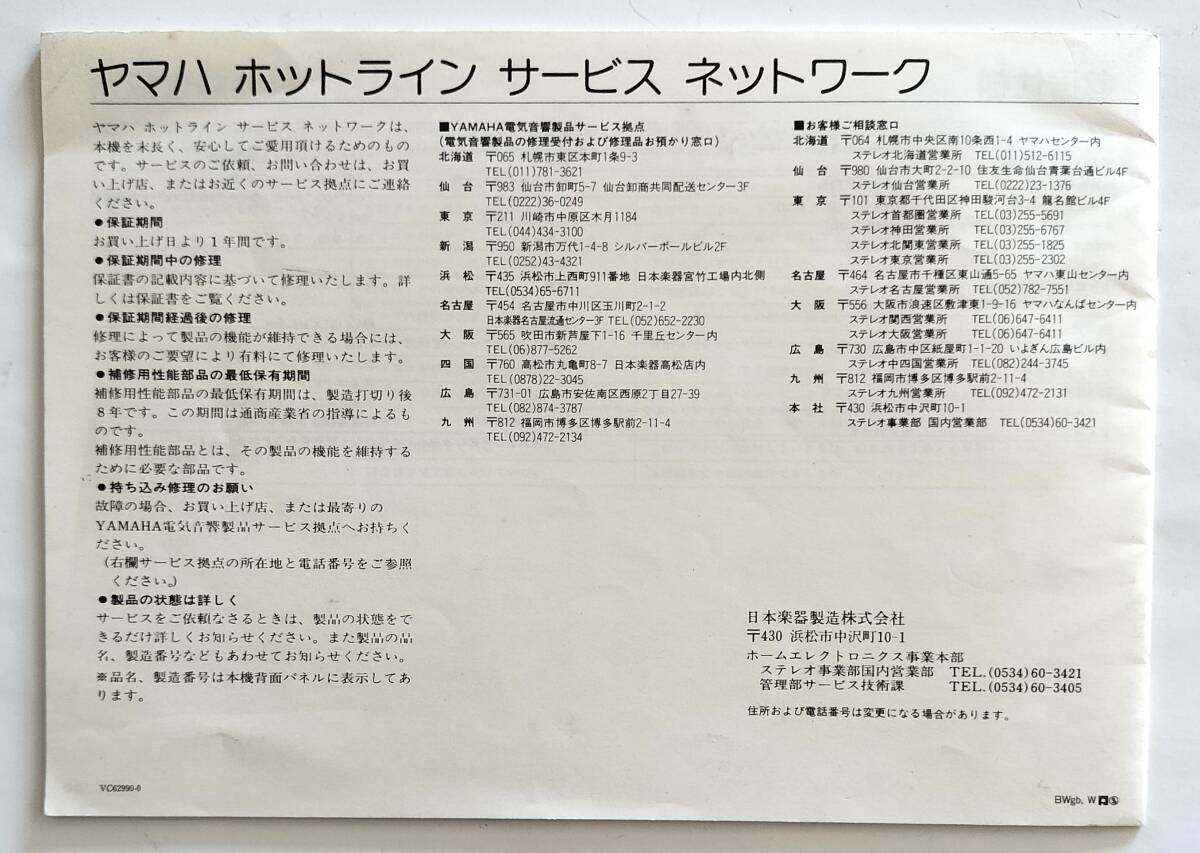 ヤマハ ホットライン サービス ネットワーク
ヤマハ ホットライン サービス ネットワークは、
本機を末長く、安心してご愛用頂けるためのもの
です。サービスのご依頼、お問い合わせは、お買
い上げ店、またはお近くのサービス拠点にご連絡
ください。
●保証期間
お買い上げ日より1年間です。
●保証期間中の修理
保証書の記載内容に基づいて修理いたします。詳
しくは保証書をご覧ください。
●保証期間経過後の修理
修理によって製品の機能が維持できる場合には、
お客様のご要望により有料にて修理いたします。
●補修用性能部品の最低保有期間
補修用性能部品の最低保有期間は、製造打切り後
8年です。この期間は通商産業省の指導によるも
のです。
補修用性能部品とは、その製品の機能を維持する
ために必要な部品です。
●持ち込み修理のお願い
故障の場合、お買い上げ店、または最寄りの
YAMAHA電気音響製品サービス拠点へお持ちく
ださい。
(右欄サービス拠点の所在地と電話番号をご参照
ください。)
●製品の状態は詳しく
サービスをご依頼なさるときは、製品の状態をで
きるだけ詳しくお知らせください。また製品の品
名、製造番号などもあわせてお知らせください。
※品名、製造番号は本機背面パネルに表示してあ
ります。
■YAMAHA電気音響製品サービス拠点
(電気音響製品の修理受付および修理品お預かり窓口)
北海道 〒065 札幌市東区本町1条9-3
TEL(011)781-3621
仙台 〒983 仙台市卸町5-7 仙台卸商共同配送センター3F
TEL(0222)36-0249
東京 〒211 川崎市中原区木月1184
TEL(044)434-3100
新潟 〒950 新潟市万代1-4-8 シルバーボールビル2F
TEL(0252)43-4321
浜松 〒435 浜松市上西町911番地 日本楽器宮竹工場内北側
TEL(0534)65-6711
名古屋 〒454 名古屋市中川区玉川町2-1-2
日本楽器名古屋流通センター3F TEL(052)652-2230
大阪 〒565 吹田市新芦屋下1-16 千里丘センター内
TEL(06)877-5262
四国 〒760 高松市丸亀町8-7 日本楽器高松店内
TEL(0878)22-3045
広島 〒731-01 広島市安佐南区西原2丁目27-39
TEL(082)874-3787
九州 〒812 福岡市博多区博多駅前2-11-4
TEL(092)472-2134
■お客様ご相談窓口
北海道 〒064 札幌市中央区南10条西1-4 ヤマハセンター内
ステレオ北海道営業所 TEL(011)512-6115
仙台 〒980 仙台市大町2-2-10 住友生命仙台青葉台通ビル4F
ステレオ仙台営業所 TEL(0222)23-1376
東京 〒101 東京都千代田区神田駿河台3-4 龍名館ビル4F
ステレオ首都圏営業所 TEL(03)255-5691
ステレオ神田営業所 TEL(03)255-6767
ステレオ北関東営業所 TEL(03)255-1825
ステレオ東京営業所 TEL(03)255-2302
名古屋 〒464 名古屋市千種区東山通5-65 ヤマハ東山センター内
ステレオ名古屋営業所 TEL(052)782-7551
大阪 〒556 大阪市浪速区敷津東1-9-16 ヤマハなんばセンター内
ステレオ関西営業所 TEL(06)647-6411
ステレオ大阪営業所 TEL(06)647-6411
広島 〒730 広島市中区紙屋町1-1-20 いよぎん広島ビル内
ステレオ中四国営業所 TEL(082)244-3745
九州 〒812 福岡市博多区博多駅前2-11-4
ステレオ九州営業所 TEL(092)472-2131
本社 〒430 浜松市中沢町10-1
ステレオ事業部 国内営業部 TEL(0534)60-3421
日本楽器製造株式会社
〒430 浜松市中沢町10-1
ホームエレクトロニクス事業本部
ステレオ事業部国内営業部 TEL.(0534)60-3421
管理部サービス技術課 TEL.(0534)60-3405
住所および電話番号は変更になる場合があります。
VC62990-0
BWgb, W